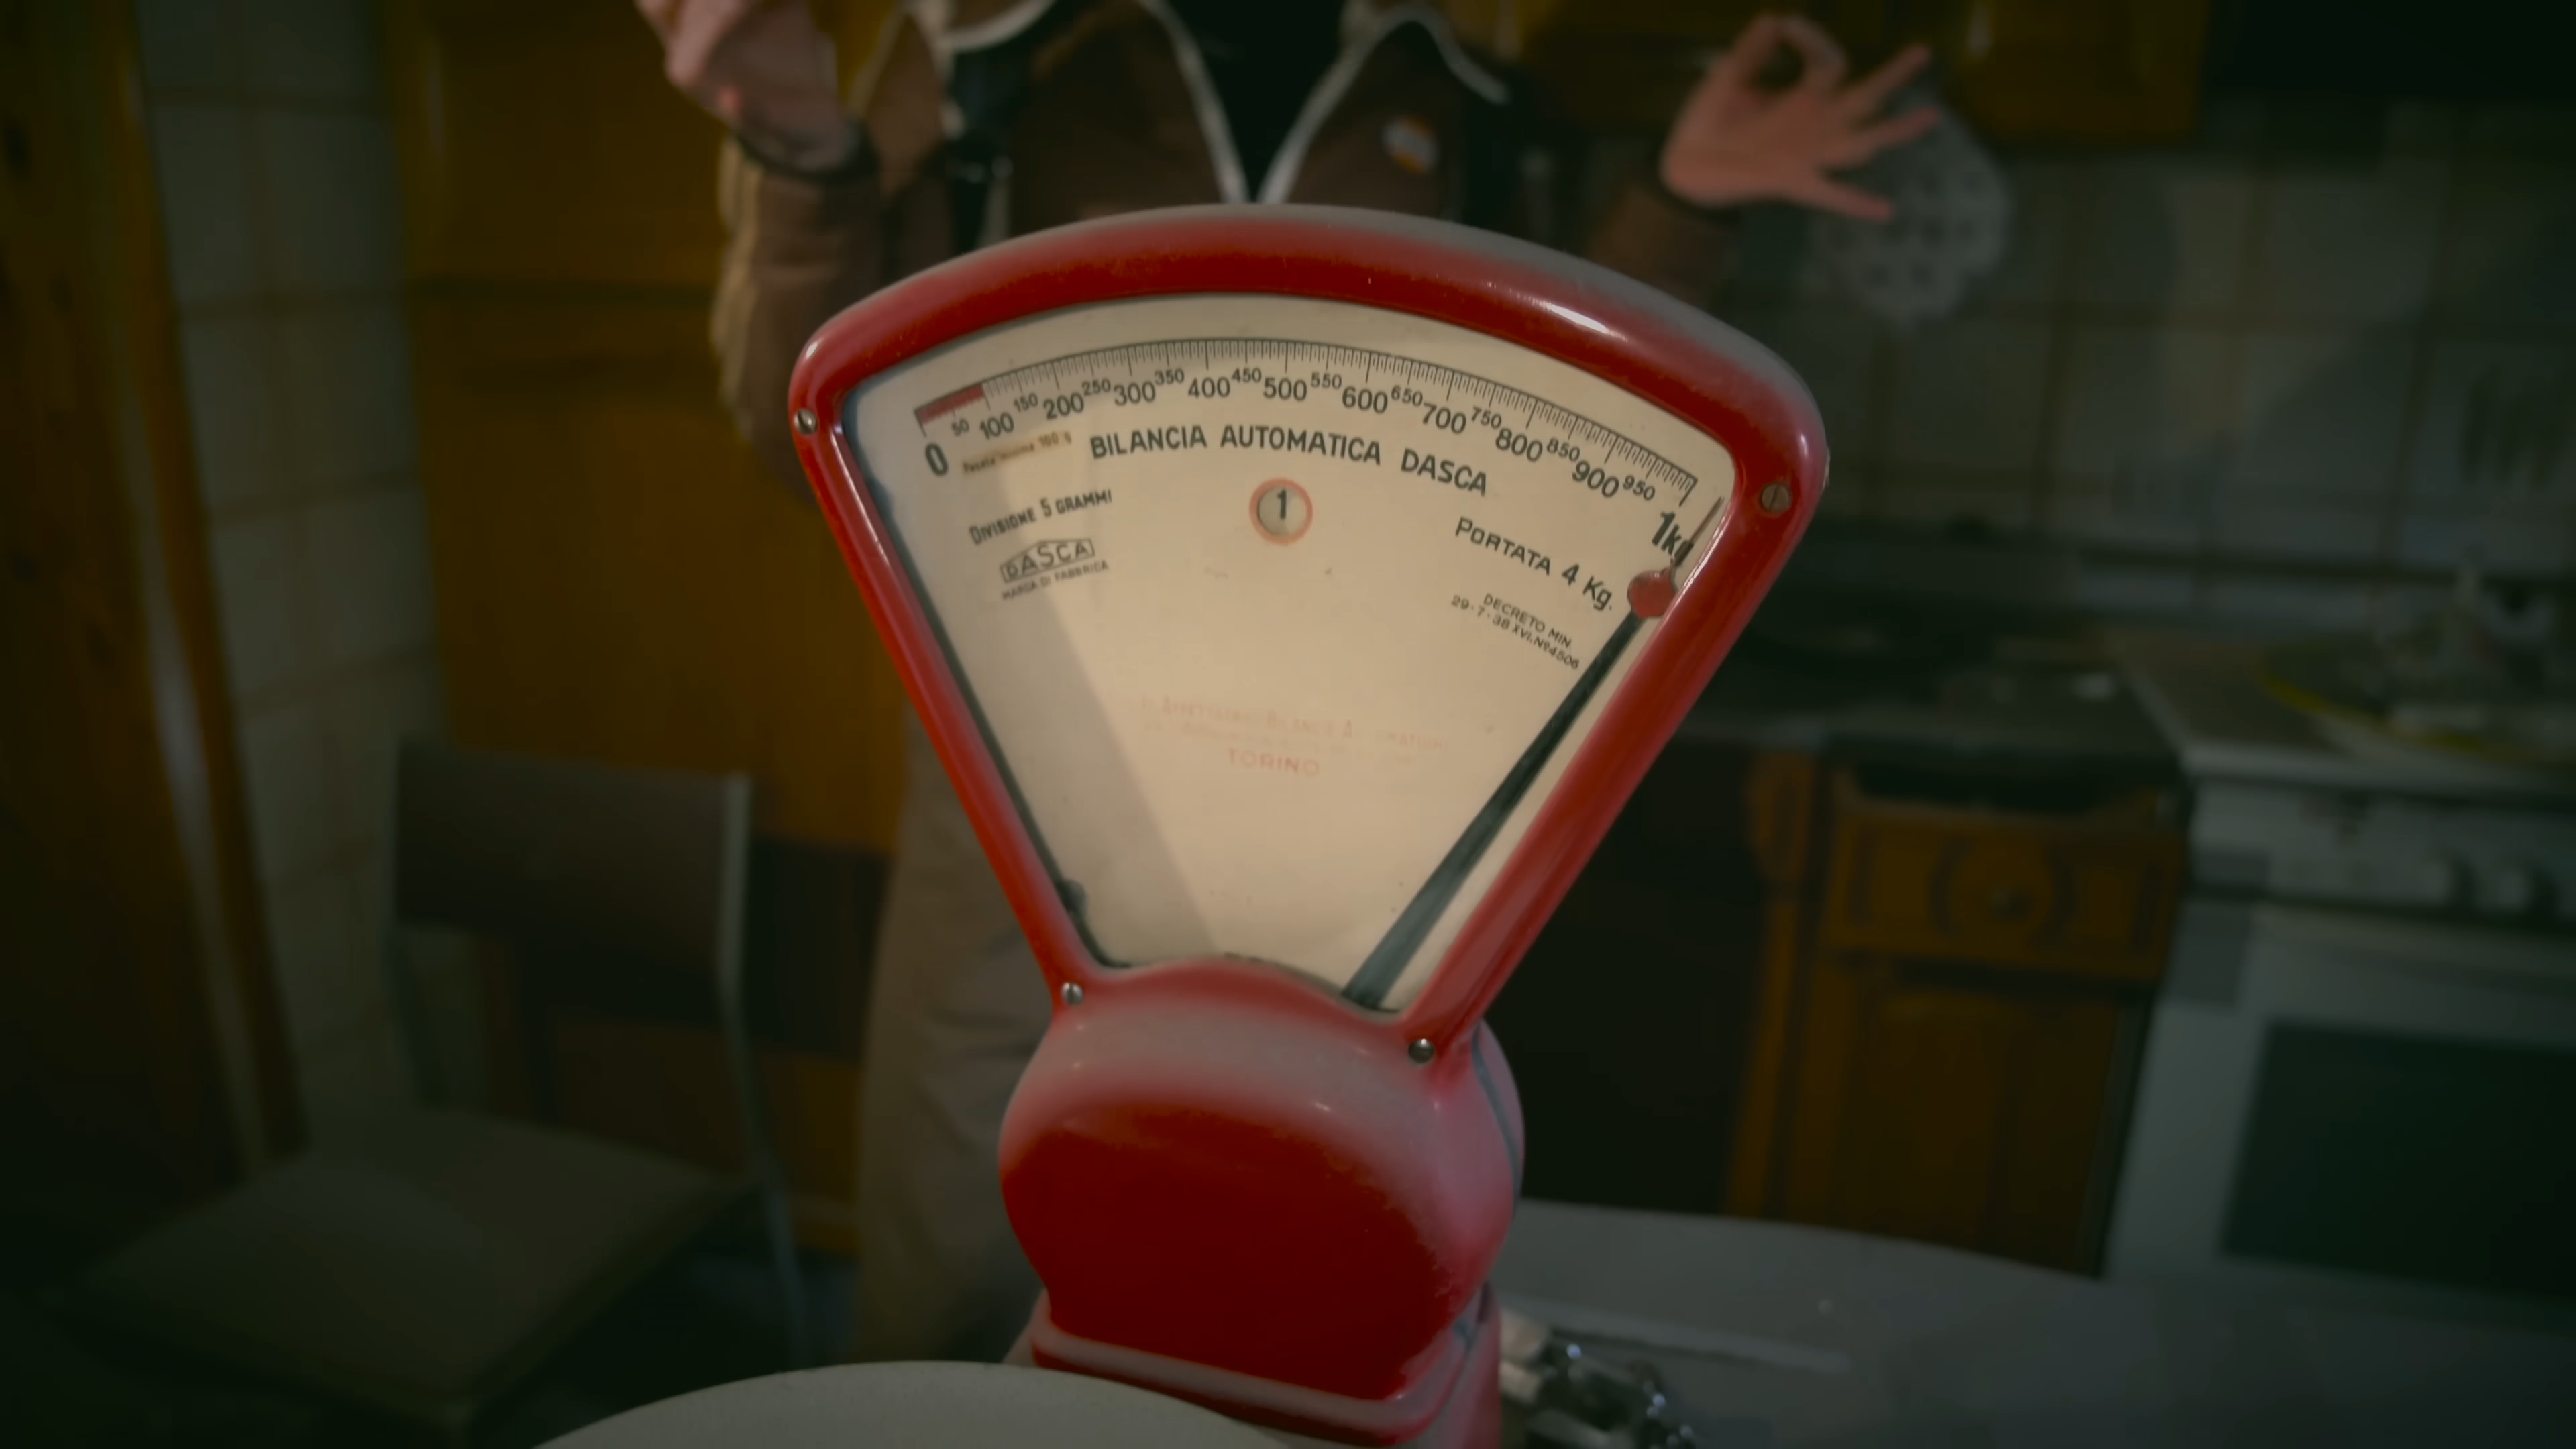 0 50 100 150 200 250 300 350 400 450 500 550 600 650 700 750 800 850 900 950 1kg
BILANCIA AUTOMATICA DASCA
1
DIVISIONE 5 GRAMMI
DASCA
MARCA DI FABBRICA
PORTATA 4 Kg.
DECRETO MIN.
29-7-38 XVI.Nº4506
TORINO